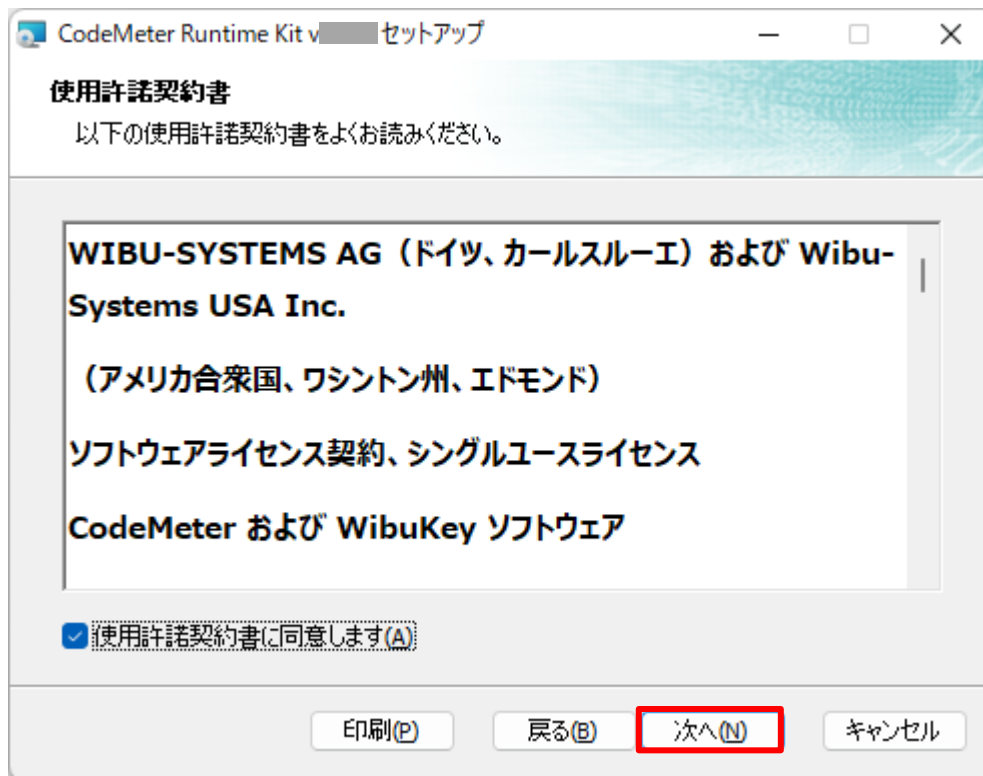 CodeMeter Runtime Kit v セットアップ
使用許諾契約書
以下の使用許諾契約書をよくお読みください。
WIBU-SYSTEMS AG（ドイツ、カールスルーエ）および Wibu-
Systems USA Inc.
（アメリカ合衆国、ワシントン州、エドモンド）
ソフトウェアライセンス契約、シングルユースライセンス
CodeMeter および WibuKey ソフトウェア
使用許諾契約書に同意します(A)
印刷(P) 戻る(B) 次へ(N) キャンセル